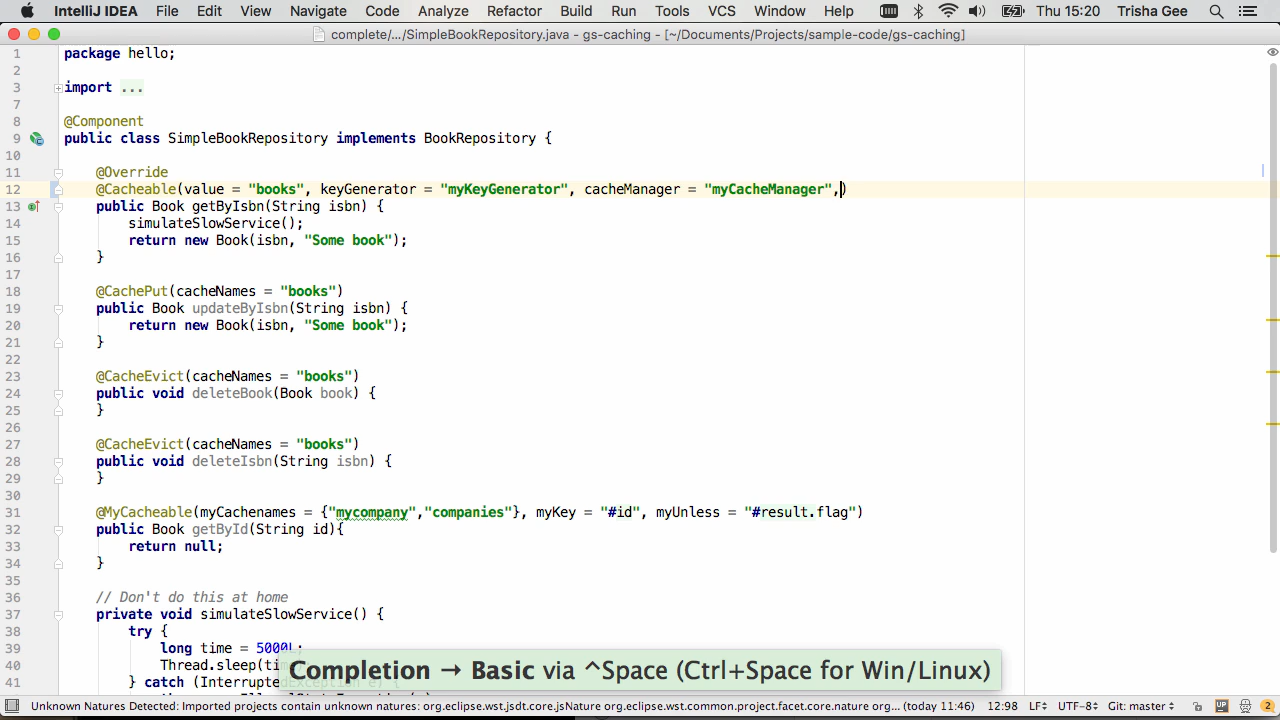 IntelliJ IDEA File Edit View Navigate Code Analyze Refactor Build Run Tools VCS Window Help Thu 15:20 Trisha Gee
complete/.../SimpleBookRepository.java - gs-caching - [~/Documents/Projects/sample-code/gs-caching]
1 package hello;
2
3 import ...
7
8 @Component
9 public class SimpleBookRepository implements BookRepository {
10
11 @Override
12 @Cacheable(value = "books", keyGenerator = "myKeyGenerator", cacheManager = "myCacheManager",)
13 public Book getByIsbn(String isbn) {
14 simulateSlowService();
15 return new Book(isbn, "Some book");
16 }
17
18 @CachePut(cacheNames = "books")
19 public Book updateByIsbn(String isbn) {
20 return new Book(isbn, "Some book");
21 }
22
23 @CacheEvict(cacheNames = "books")
24 public void deleteBook(Book book) {
25 }
26
27 @CacheEvict(cacheNames = "books")
28 public void deleteIsbn(String isbn) {
29 }
30
31 @MyCacheable(myCachenames = {"mycompany","companies"}, myKey = "#id", myUnless = "#result.flag")
32 public Book getById(String id){
33 return null;
34 }
35
36 // Don't do this at home
37 private void simulateSlowService() {
38 try {
39 long time = 5000L;
40 Thread.sleep(
41 } catch
Completion → Basic via ^Space (Ctrl+Space for Win/Linux)
Unknown Natures Detected: Imported projects contain unknown natures: org.eclipse.wst.jsdt.core.jsNature org.eclipse.wst.common.project.facet.core.nature org... (today 11:46) 12:98 LF UTF-8 Git: master 2